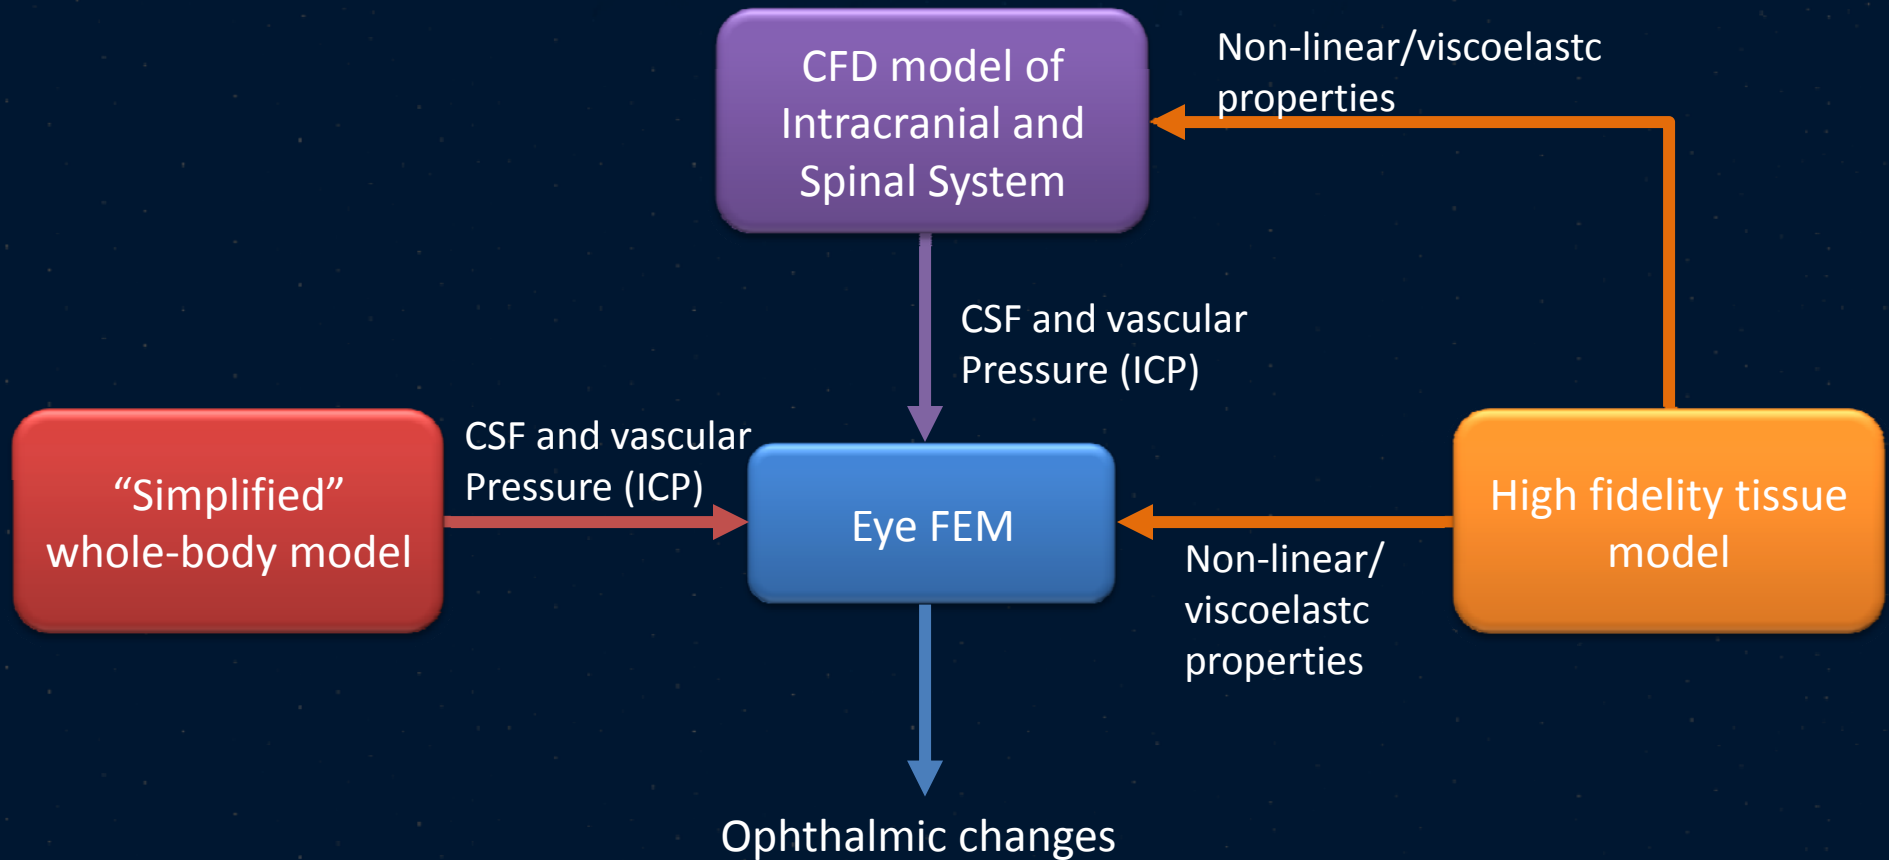 CFD model of
Intracranial and
Spinal System
Non-linear/viscoelastc
properties
CSF and vascular
Pressure (ICP)
“Simplified”
whole-body model
CSF and vascular
Pressure (ICP)
Eye FEM
High fidelity tissue
model
Non-linear/
viscoelastc
properties
Ophthalmic changes